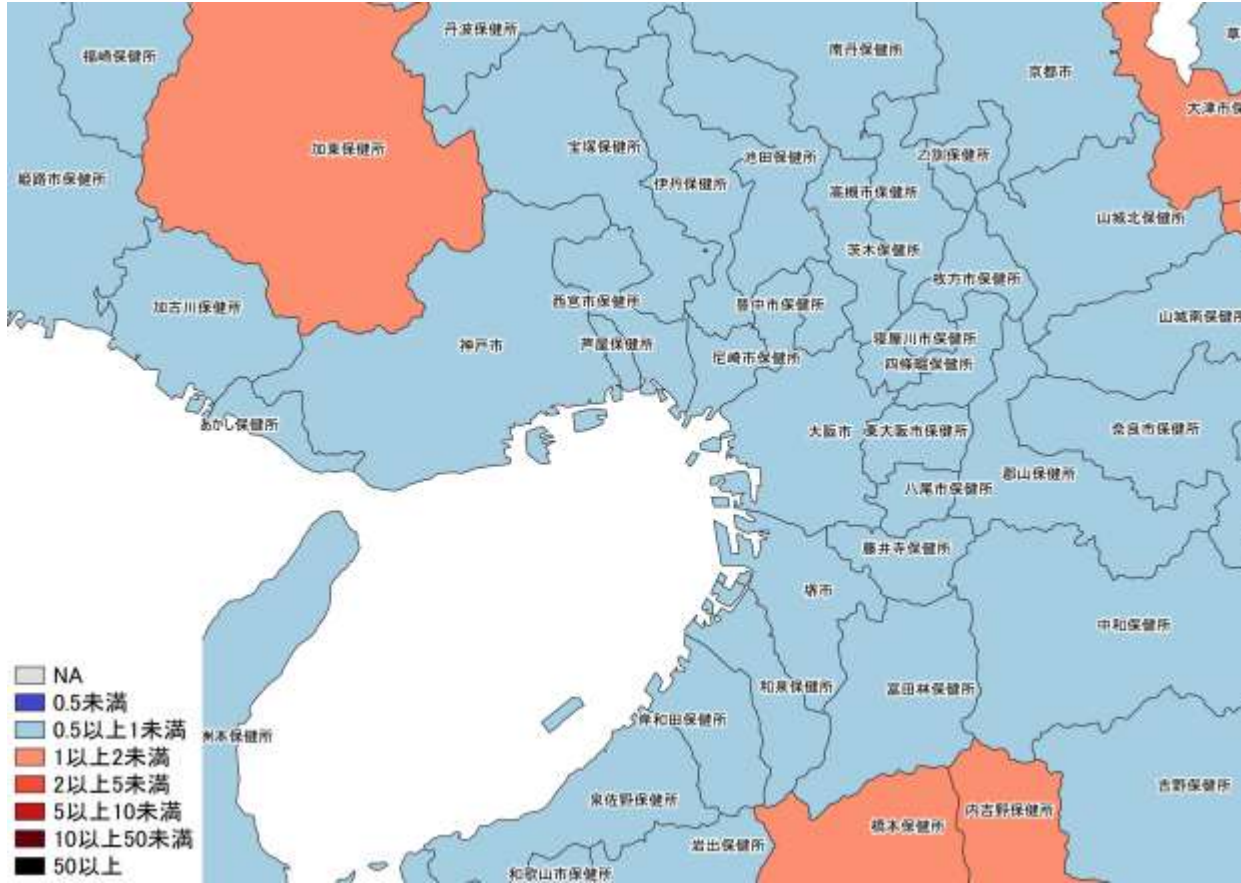 丹波保健所
南丹保健所
福崎保健所
京都市
草
大津市保
加東保健所
宝塚保健所
池田保健所
乙訓保健所
姫路市保健所
伊丹保健所
高槻市保健所
山城北保健所
茨木保健所
枚方市保健所
加古川保健所
西宮市保健所
豊中市保健所
山城南保健所
神戸市
芦屋保健所
尼崎市保健所
寝屋川市保健所
四條畷保健所
あかし保健所
大阪市
東大阪市保健所
奈良市保健所
郡山保健所
八尾市保健所
藤井寺保健所
堺市
中和保健所
和泉保健所
富田林保健所
岸和田保健所
洲本保健所
泉佐野保健所
吉野保健所
内吉野保健所
橋本保健所
岩出保健所
和歌山市保健所
NA
0.5未満
0.5以上1未満
1以上2未満
2以上5未満
5以上10未満
10以上50未満
50以上